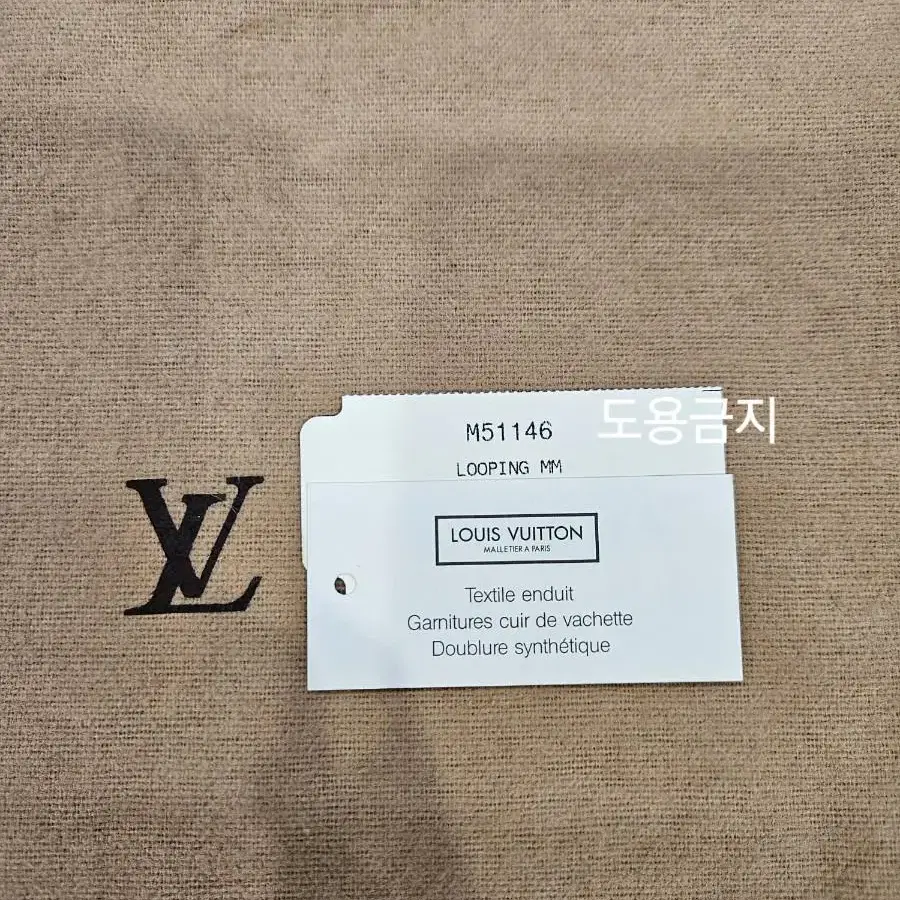 M51146
도용금지
LOOPING MM
LV
LOUIS VUITTON
MALLETIER A PARIS
Textile enduit
Garnitures cuir de vachette
Doublure synthétique